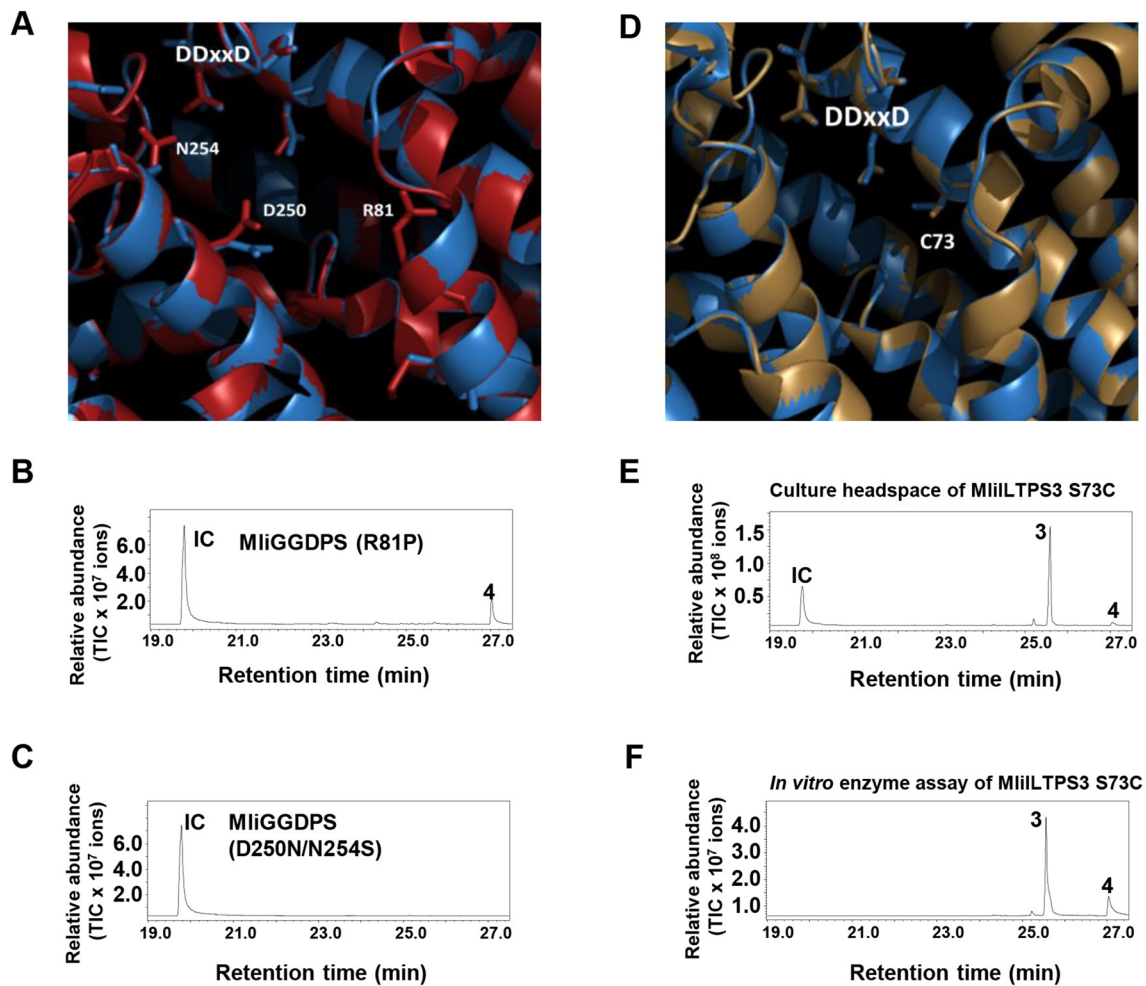 A
DDxxD
N254
D250
R81
D
DDxxD
C73
B
Relative abundance
(TIC x 10⁷ ions)
6.0
4.0
2.0
IC
MliGGDPS (R81P)
4
19.0 21.0 23.0 25.0 27.0
Retention time (min)
E
Culture headspace of MliILTPS3 S73C
Relative abundance
(TIC x 10⁸ ions)
1.5
1.0
0.5
IC
3
4
19.0 21.0 23.0 25.0 27.0
Retention time (min)
C
Relative abundance
(TIC x 10⁷ ions)
6.0
4.0
2.0
IC
MliGGDPS
(D250N/N254S)
19.0 21.0 23.0 25.0 27.0
Retention time (min)
F
In vitro enzyme assay of MliILTPS3 S73C
Relative abundance
(TIC x 10⁷ ions)
4.0
3.0
2.0
1.0
3
4
19.0 21.0 23.0 25.0 27.0
Retention time (min)